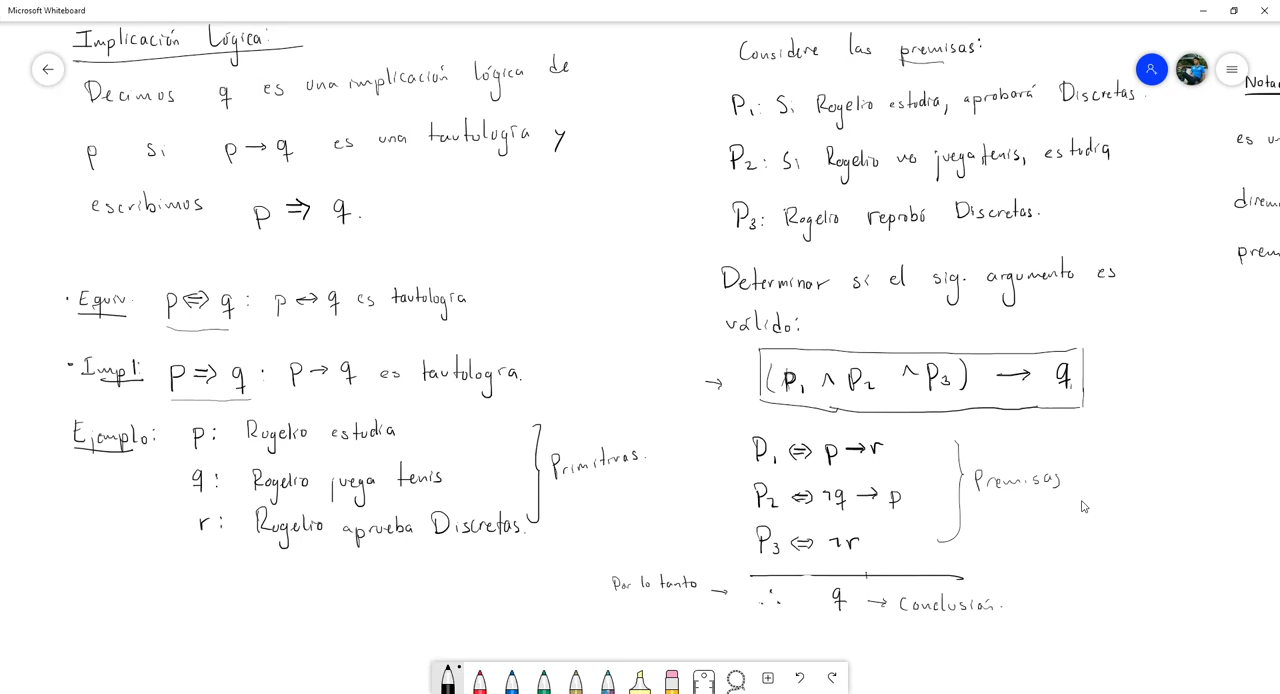 Microsoft Whiteboard
Implicación Lógica:
Decimos q es una implicación lógica de
p si p → q es una tautología y
escribimos p ⇒ q.
· Equiv. p ⇔ q : p ↔ q es tautología
· Impl: p ⇒ q : p → q es tautología.
Ejemplo: p: Rogelio estudia
q: Rogelio juega tenis
r: Rogelio aprueba Discretas.
Primitivas.
Considere las premisas:
P1: Si Rogelio estudia, aprobará Discretas.
P2: Si Rogelio no juega tenis, estudia
P3: Rogelio reprobó Discretas.
Determinar si el sig. argumento es
válido:
→ (P1 ∧ P2 ∧ P3) → q
P1 ⇔ p → r
P2 ⇔ ¬q → p
P3 ⇔ ¬r
Premisas
Por lo tanto → ∴ q → Conclusión.
es